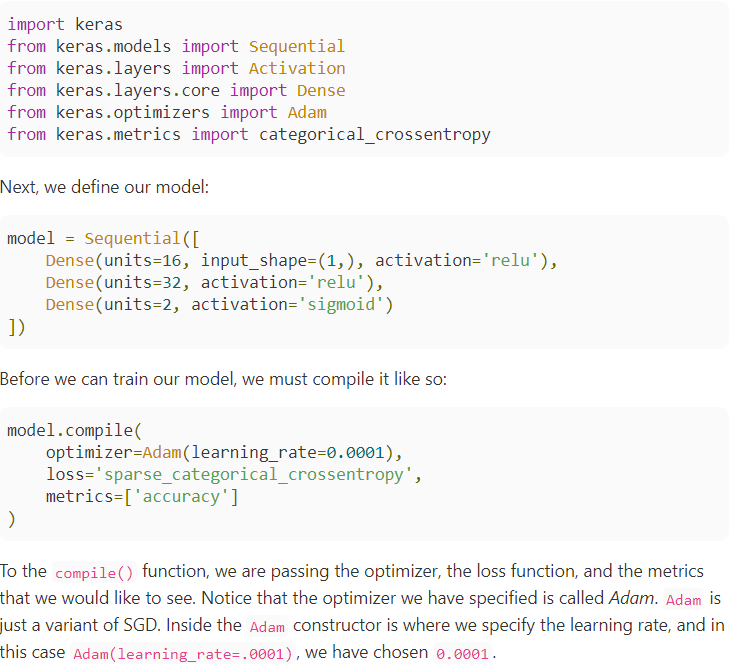 import keras
from keras.models import Sequential
from keras.layers import Activation
from keras.layers.core import Dense
from keras.optimizers import Adam
from keras.metrics import categorical_crossentropy
Next, we define our model:
model = Sequential([
    Dense(units=16, input_shape=(1,), activation='relu'),
    Dense(units=32, activation='relu'),
    Dense(units=2, activation='sigmoid')
])
Before we can train our model, we must compile it like so:
model.compile(
    optimizer=Adam(learning_rate=0.0001),
    loss='sparse_categorical_crossentropy',
    metrics=['accuracy']
)
To the compile() function, we are passing the optimizer, the loss function, and the metrics
that we would like to see. Notice that the optimizer we have specified is called Adam. Adam is
just a variant of SGD. Inside the Adam constructor is where we specify the learning rate, and in
this case Adam(learning_rate=.0001), we have chosen 0.0001.